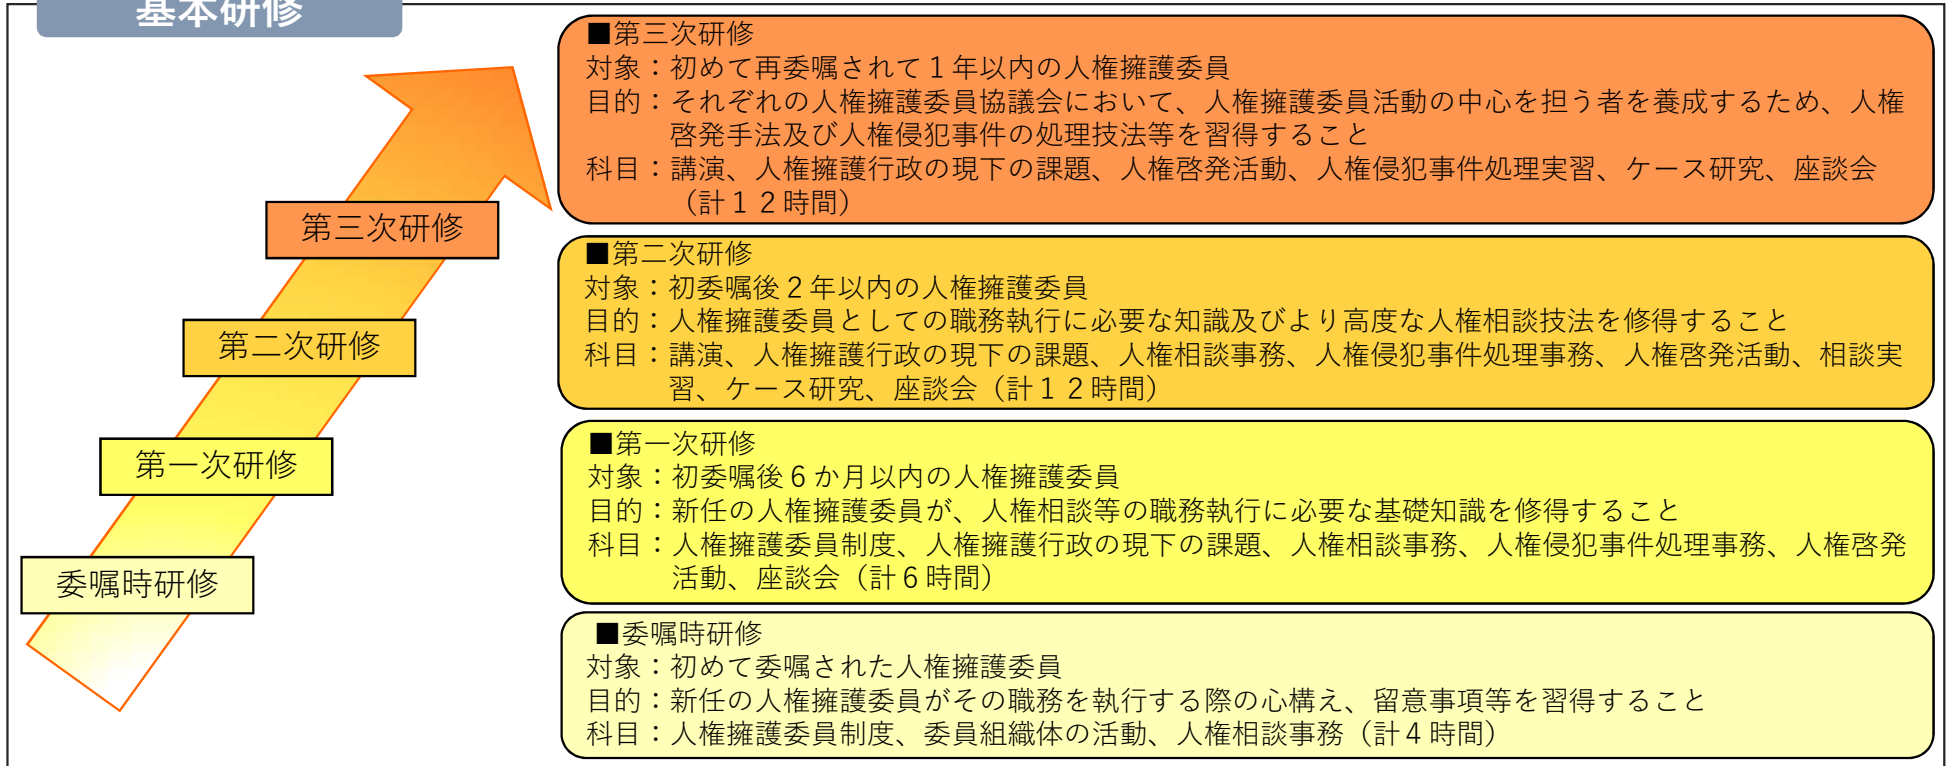 基本研修
■第三次研修
対象：初めて再委嘱されて１年以内の人権擁護委員
目的：それぞれの人権擁護委員協議会において、人権擁護委員活動の中心を担う者を養成するため、人権
啓発手法及び人権侵犯事件の処理技法等を習得すること
科目：講演、人権擁護行政の現下の課題、人権啓発活動、人権侵犯事件処理実習、ケース研究、座談会
（計１２時間）
第三次研修
■第二次研修
対象：初委嘱後２年以内の人権擁護委員
目的：人権擁護委員としての職務執行に必要な知識及びより高度な人権相談技法を修得すること
科目：講演、人権擁護行政の現下の課題、人権相談事務、人権侵犯事件処理事務、人権啓発活動、相談実
習、ケース研究、座談会（計１２時間）
第二次研修
■第一次研修
対象：初委嘱後６か月以内の人権擁護委員
目的：新任の人権擁護委員が、人権相談等の職務執行に必要な基礎知識を修得すること
科目：人権擁護委員制度、人権擁護行政の現下の課題、人権相談事務、人権侵犯事件処理事務、人権啓発
活動、座談会（計６時間）
第一次研修
■委嘱時研修
対象：初めて委嘱された人権擁護委員
目的：新任の人権擁護委員がその職務を執行する際の心構え、留意事項等を習得すること
科目：人権擁護委員制度、委員組織体の活動、人権相談事務（計４時間）
委嘱時研修